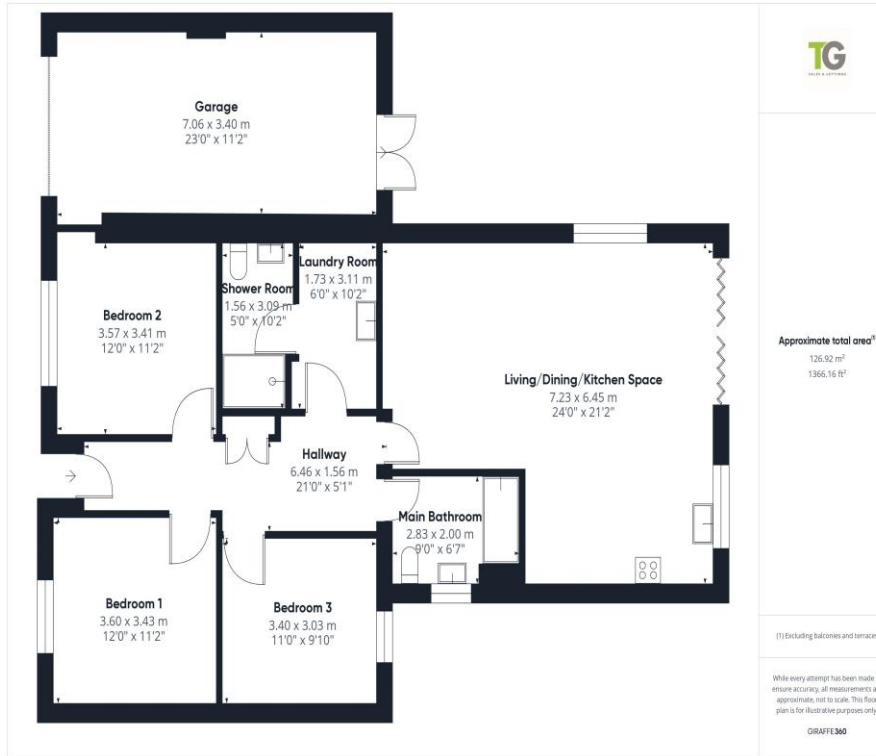 Garage
7.06 x 3.40 m
23'0" x 11'2"
TG
SALES & LETTINGS
Laundry Room
1.73 x 3.11 m
6'0" x 10'2"
Shower Room
1.56 x 3.09 m
5'0" x 10'2"
Bedroom 2
3.57 x 3.41 m
12'0" x 11'2"
Living/Dining/Kitchen Space
7.23 x 6.45 m
24'0" x 21'2"
Approximate total area(1)
126.92 m²
1366.16 ft²
Hallway
6.46 x 1.56 m
21'0" x 5'1"
Main Bathroom
2.83 x 2.00 m
9'0" x 6'7"
Bedroom 1
3.60 x 3.43 m
12'0" x 11'2"
Bedroom 3
3.40 x 3.03 m
11'0" x 9'10"
(1) Excluding balconies and terraces
While every attempt has been made
ensure accuracy, all measurements
approximate, not to scale. This floor
plan is for illustrative purposes only
GIRAFFE360